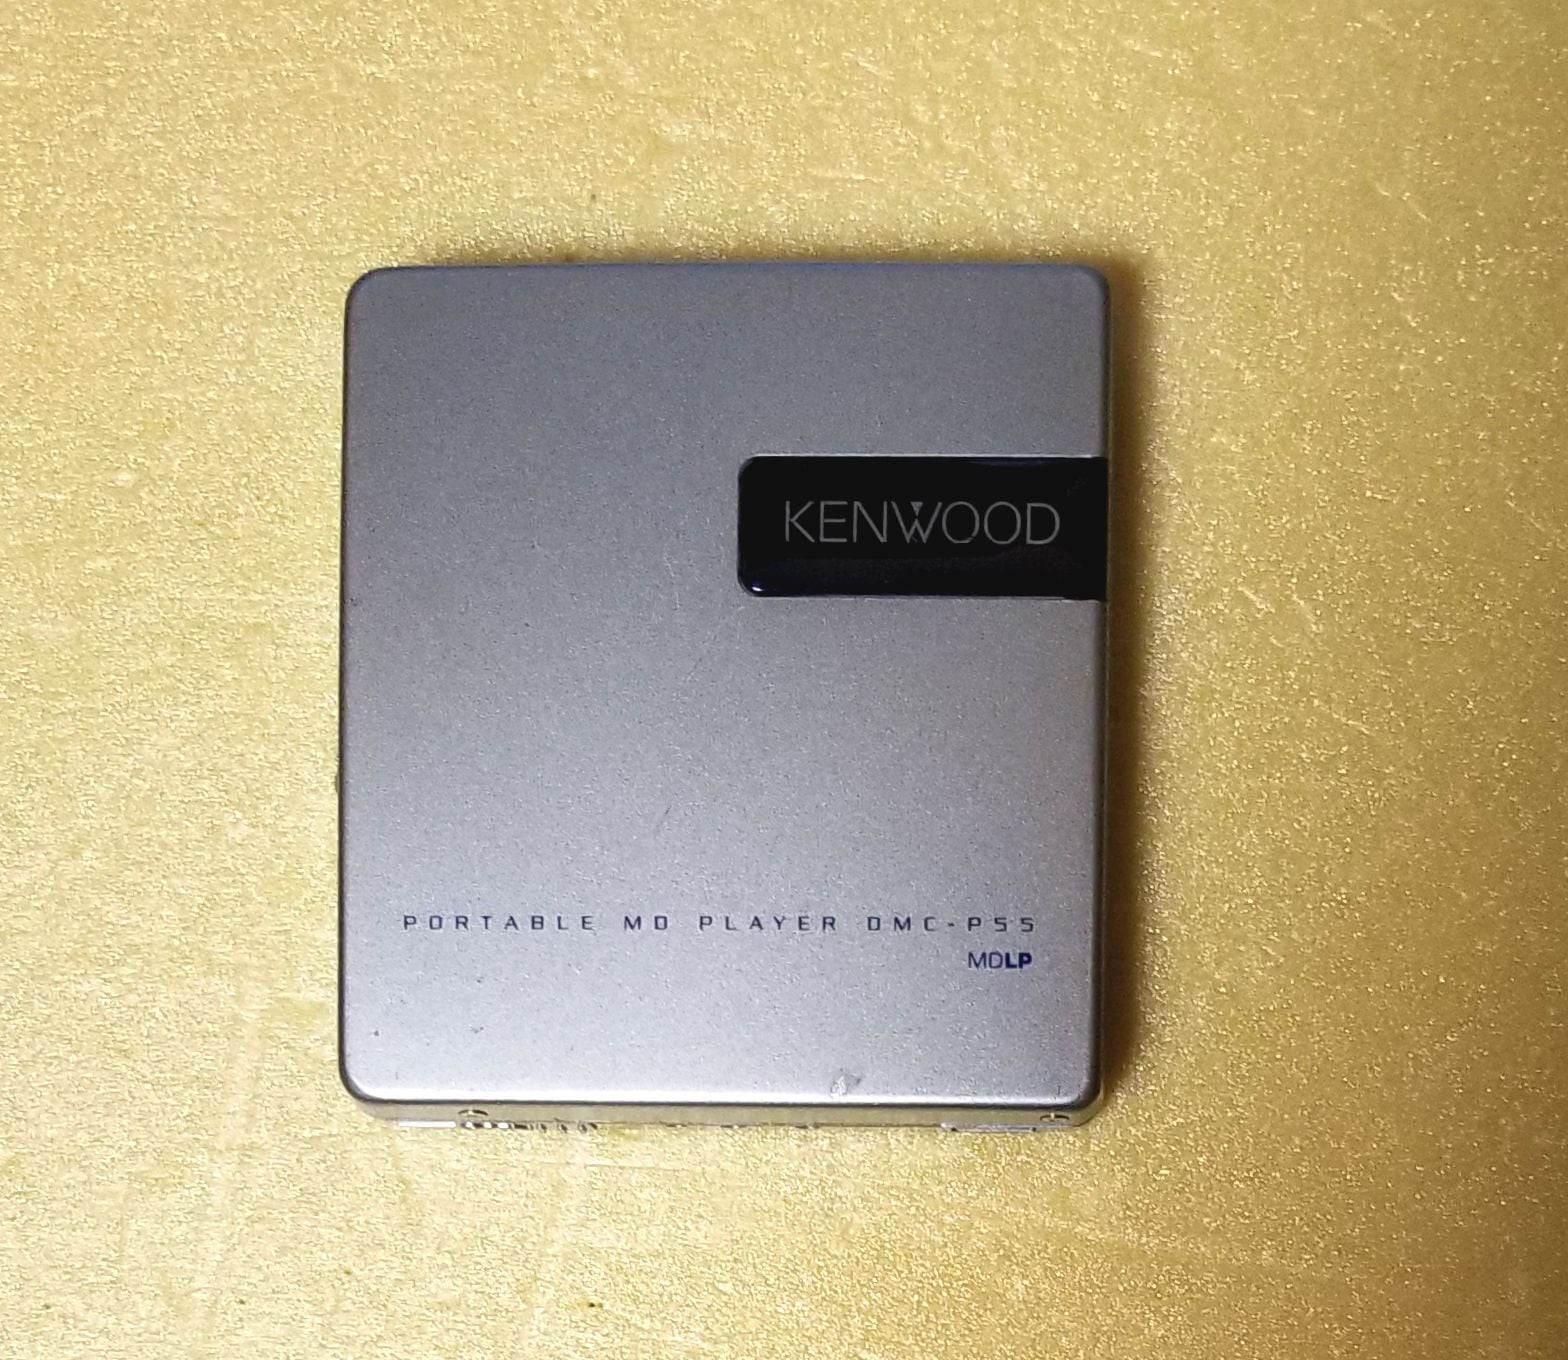 KENWOOD
PORTABLE MD PLAYER DMC-P55
MDLP